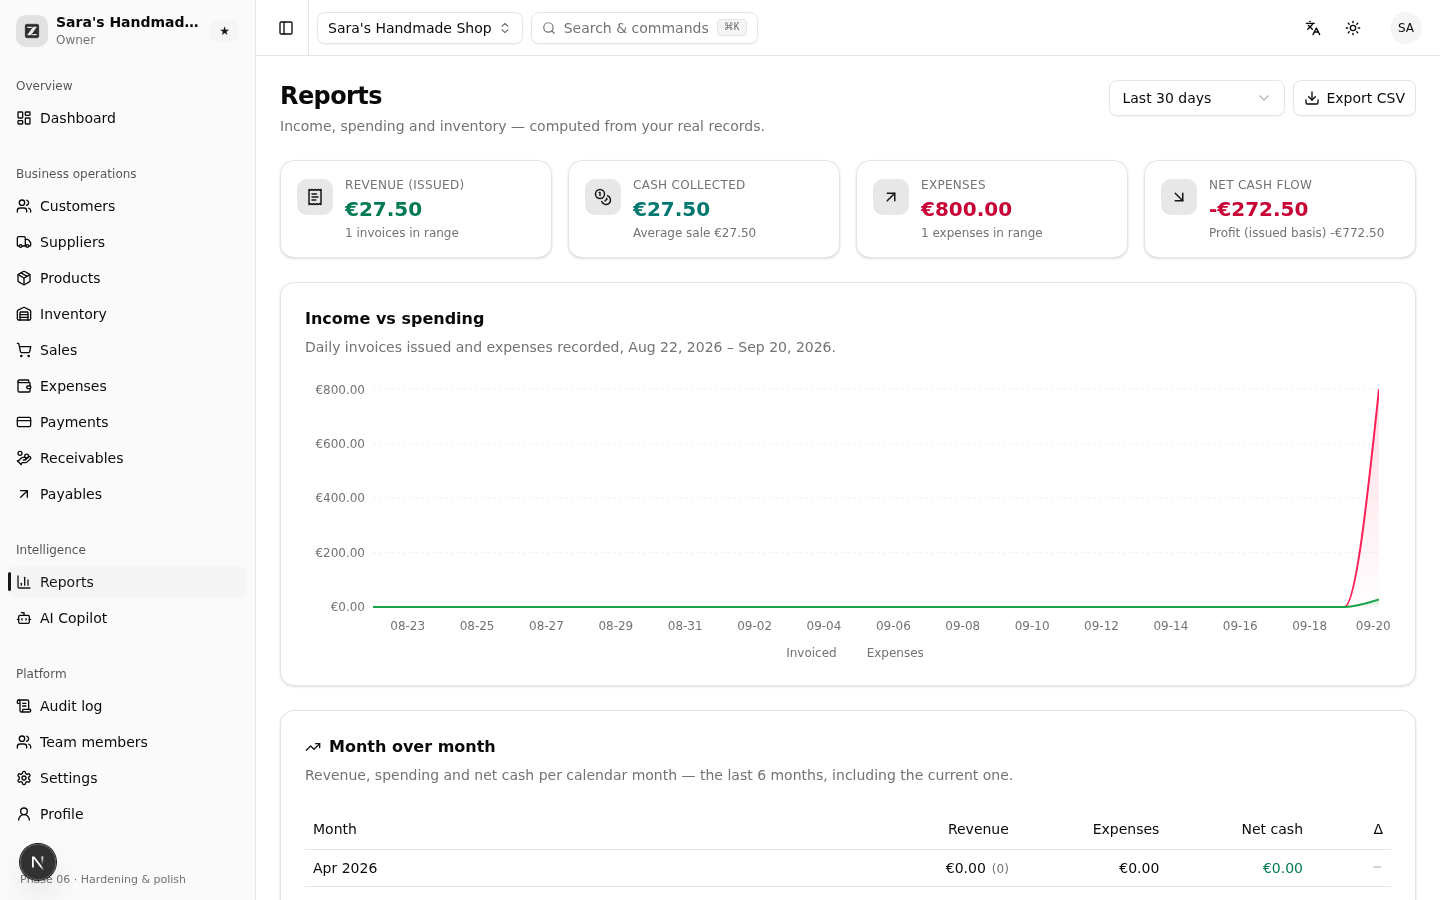 Sara's Handmad...
Owner
★
Overview
Dashboard
Business operations
Customers
Suppliers
Products
Inventory
Sales
Expenses
Payments
Receivables
Payables
Intelligence
Reports
AI Copilot
Platform
Audit log
Team members
Settings
Profile
N
Phase 06 · Hardening & polish
Sara's Handmade Shop
Search & commands ⌘K
SA
Reports
Income, spending and inventory — computed from your real records.
Last 30 days
Export CSV
REVENUE (ISSUED)
€27.50
1 invoices in range
CASH COLLECTED
€27.50
Average sale €27.50
EXPENSES
€800.00
1 expenses in range
NET CASH FLOW
-€272.50
Profit (issued basis) -€772.50
Income vs spending
Daily invoices issued and expenses recorded, Aug 22, 2026 – Sep 20, 2026.
€800.00
€600.00
€400.00
€200.00
€0.00
08-23 08-25 08-27 08-29 08-31 09-02 09-04 09-06 09-08 09-10 09-12 09-14 09-16 09-18 09-20
Invoiced Expenses
Month over month
Revenue, spending and net cash per calendar month — the last 6 months, including the current one.
Month Revenue Expenses Net cash Δ
Apr 2026 €0.00 (0) €0.00 €0.00 —